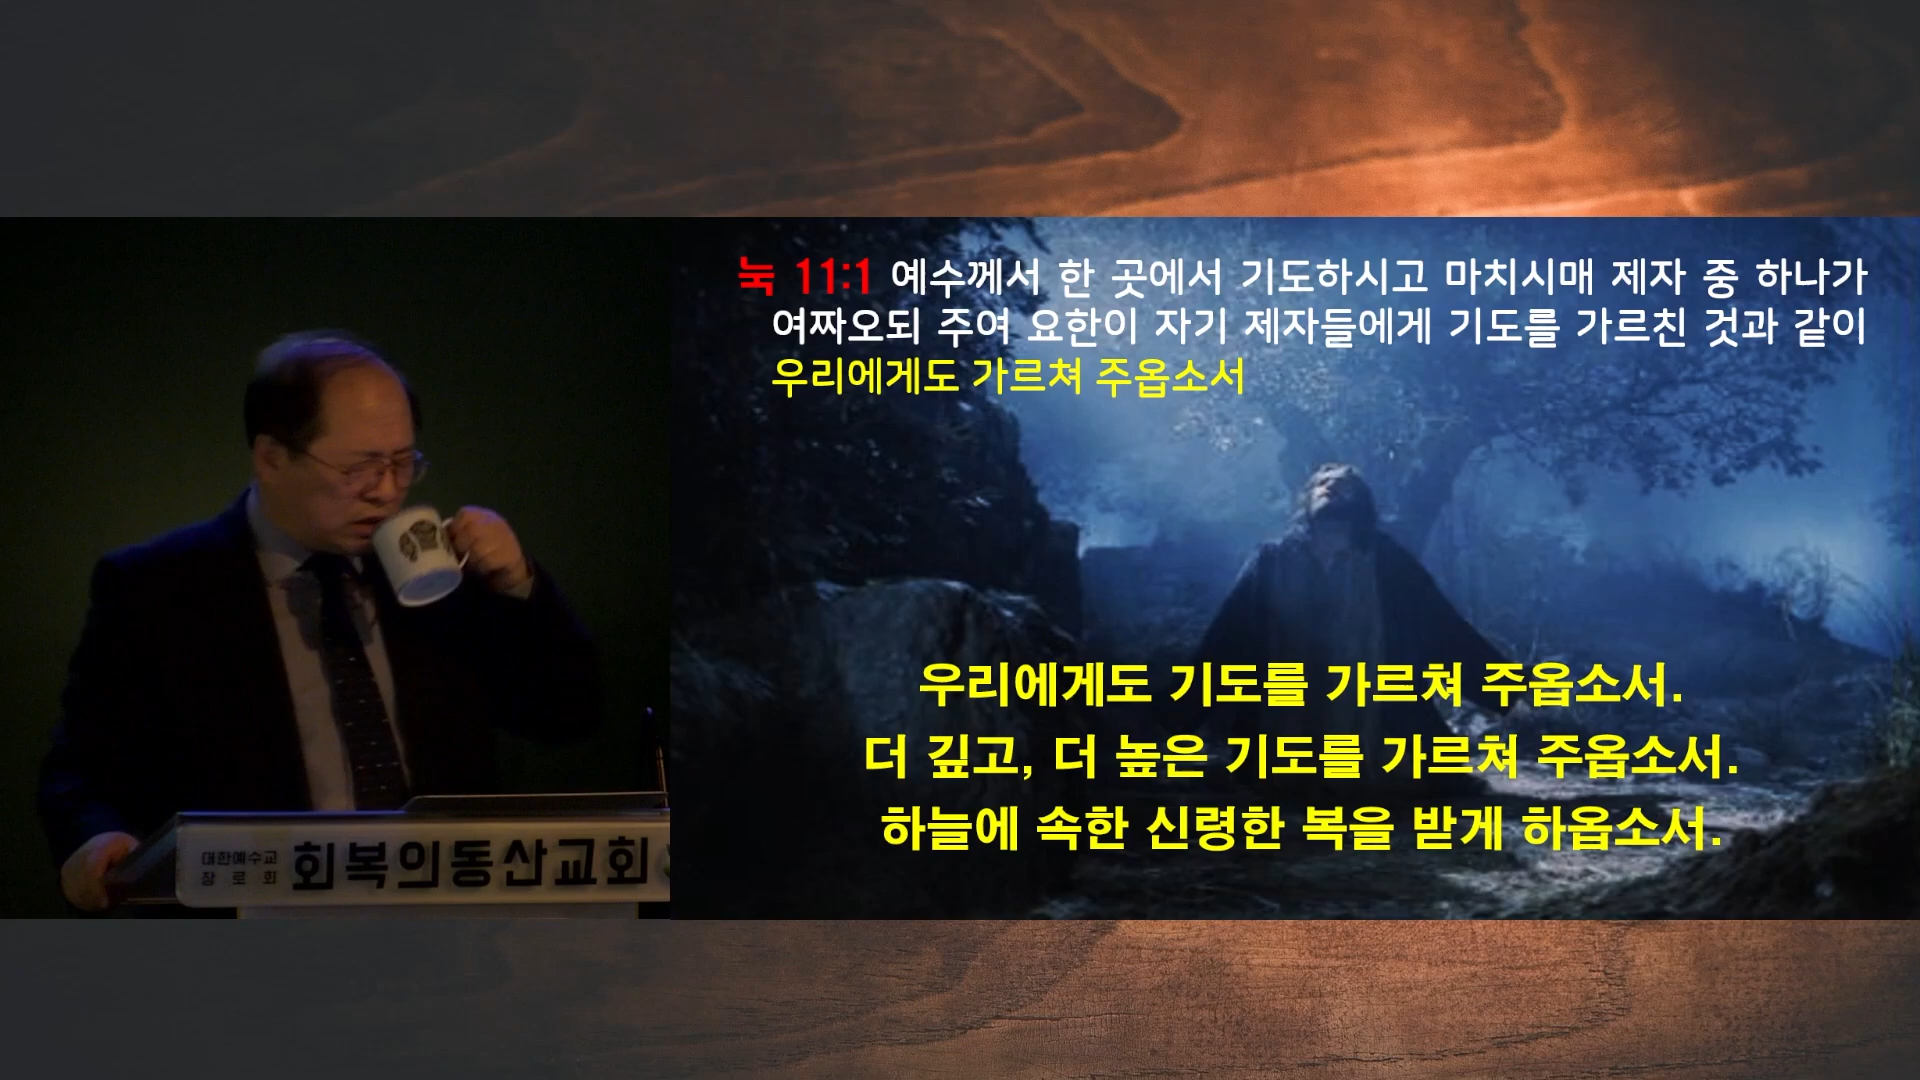 눅 11:1 예수께서 한 곳에서 기도하시고 마치시매 제자 중 하나가
여짜오되 주여 요한이 자기 제자들에게 기도를 가르친 것과 같이
우리에게도 가르쳐 주옵소서
우리에게도 기도를 가르쳐 주옵소서.
더 깊고, 더 높은 기도를 가르쳐 주옵소서.
하늘에 속한 신령한 복을 받게 하옵소서.
대한예수교
장로회
회복의동산교회